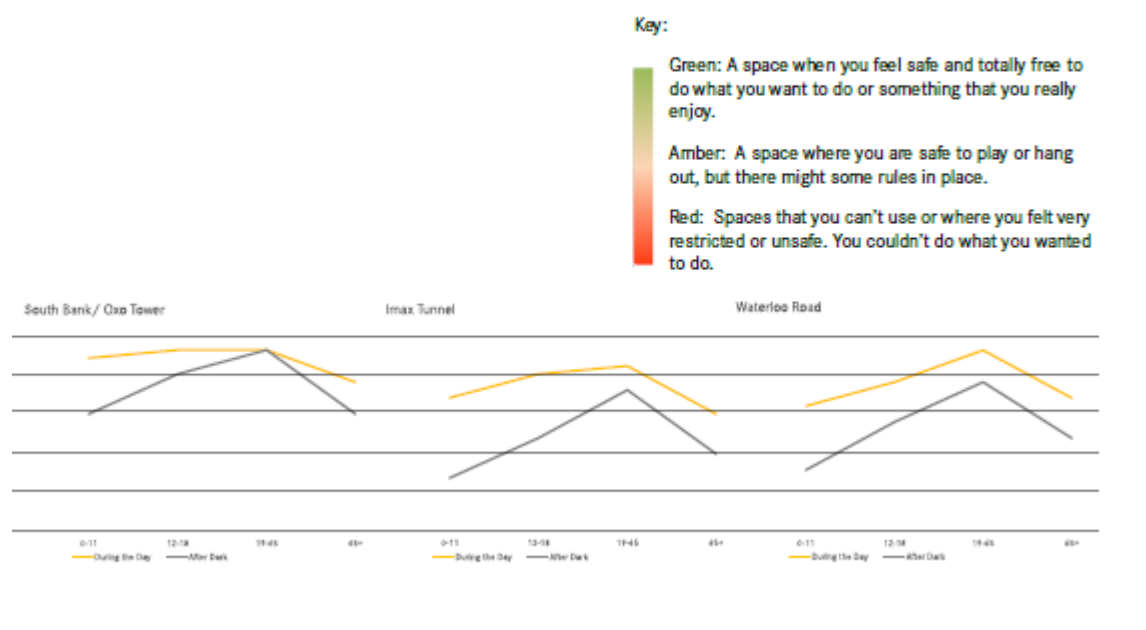 Key:
Green: A space when you feel safe and totally free to
do what you want to do or something that you really
enjoy.
Amber: A space where you are safe to play or hang
out, but there might some rules in place.
Red: Spaces that you can't use or where you felt very
restricted or unsafe. You couldn't do what you wanted
to do.
South Bank/ Oxo Tower
Imax Tunnel
Waterloo Road
0-11 12-18 19-65 65+
During the Day After Dark
0-11 12-18 19-65 65+
During the Day After Dark
0-11 12-18 19-65 65+
During the Day After Dark